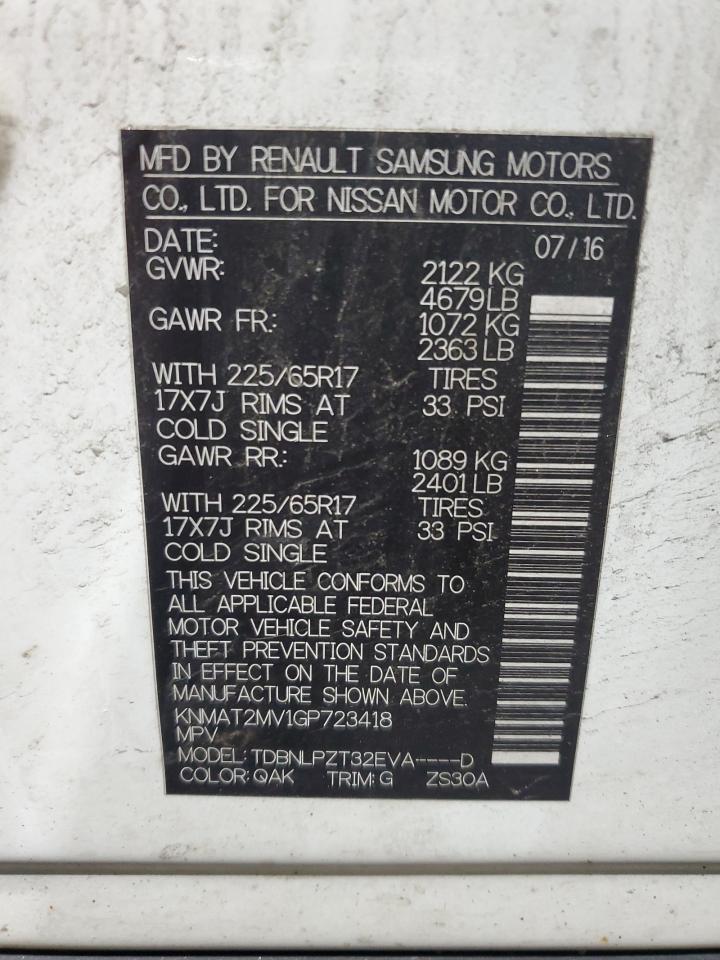 MFD BY RENAULT SAMSUNG MOTORS
CO., LTD. FOR NISSAN MOTOR CO., LTD.
DATE: 07/16
GVWR: 2122 KG
4679 LB
GAWR FR: 1072 KG
2363 LB
WITH 225/65R17 TIRES
17X7J RIMS AT 33 PSI
COLD SINGLE
GAWR RR: 1089 KG
2401 LB
WITH 225/65R17 TIRES
17X7J RIMS AT 33 PSI
COLD SINGLE
THIS VEHICLE CONFORMS TO
ALL APPLICABLE FEDERAL
MOTOR VEHICLE SAFETY AND
THEFT PREVENTION STANDARDS
IN EFFECT ON THE DATE OF
MANUFACTURE SHOWN ABOVE.
KNMAT2MV1GP723418
MPV
MODEL: TDBNLPZT32EVA-----D
COLOR: QAK TRIM: G ZS30A